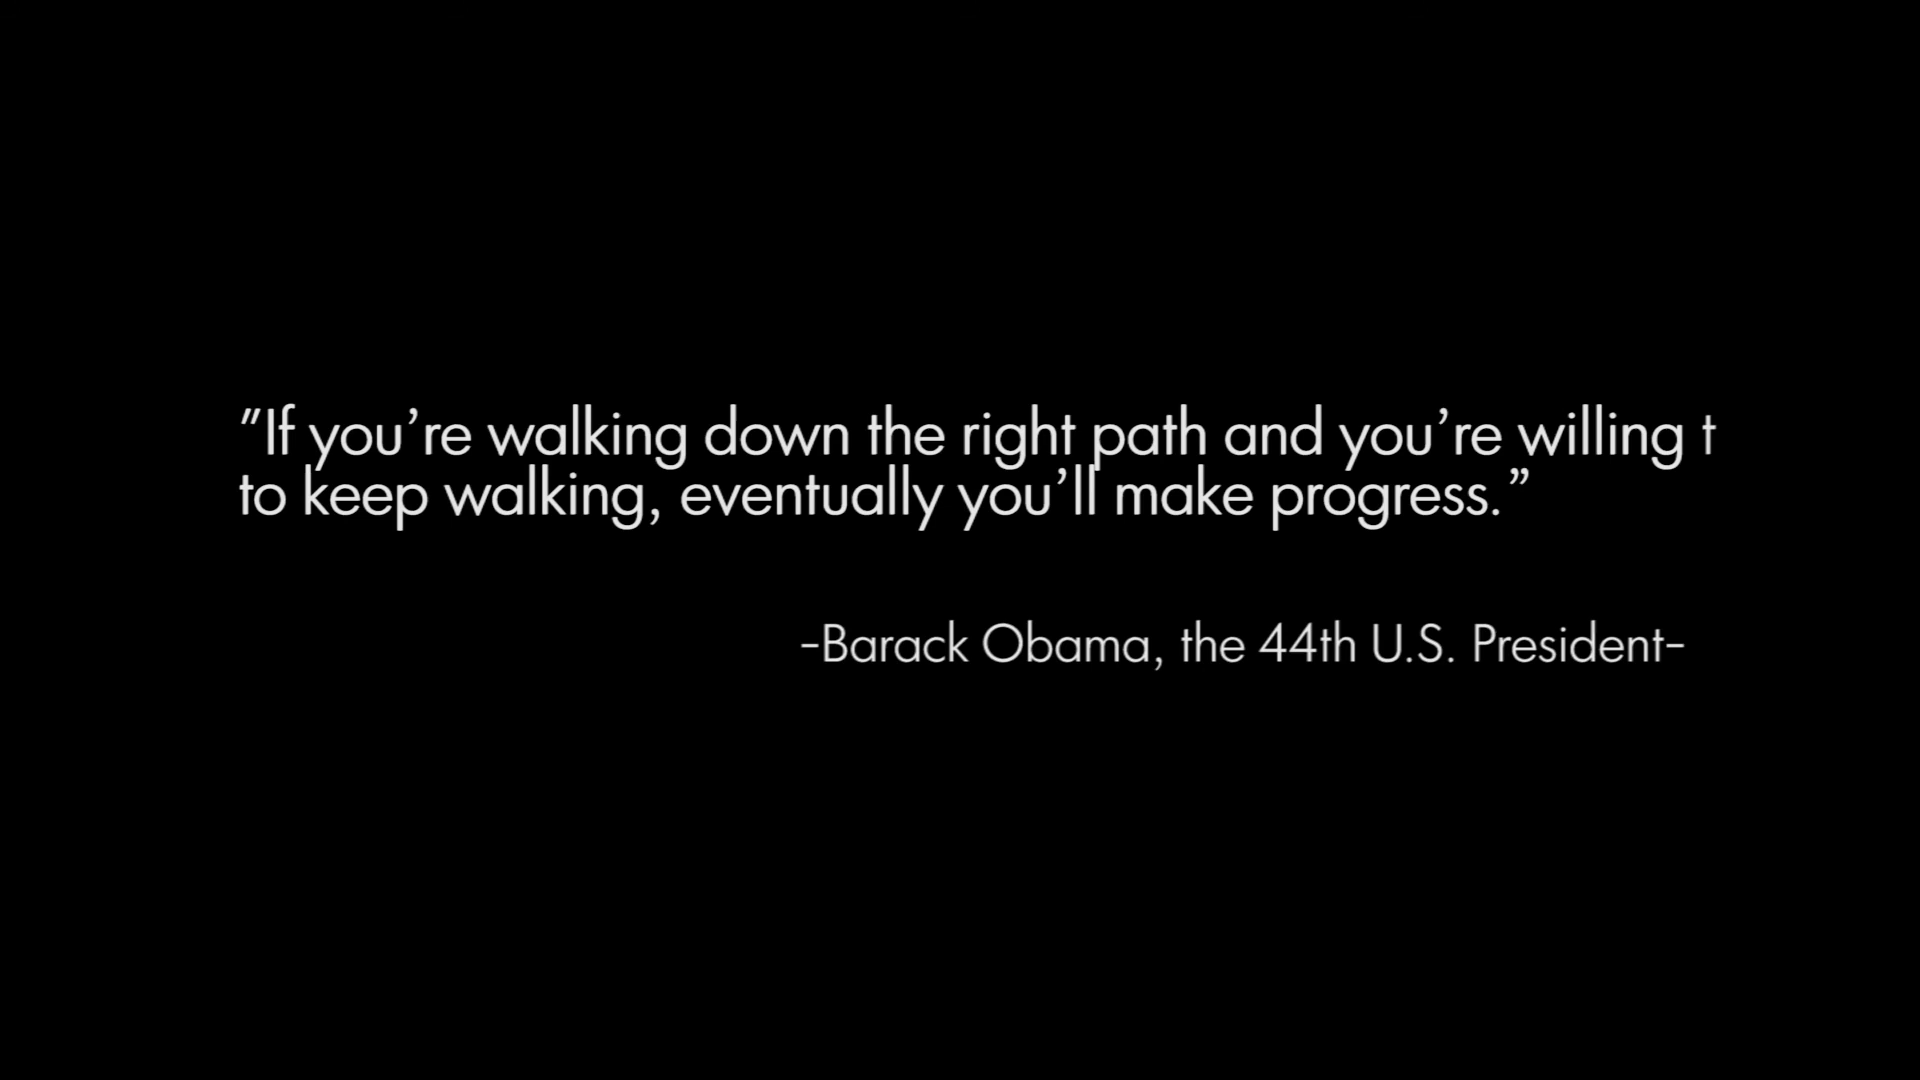 "If you're walking down the right path and you're willing t
to keep walking, eventually you'll make progress."
-Barack Obama, the 44th U.S. President-